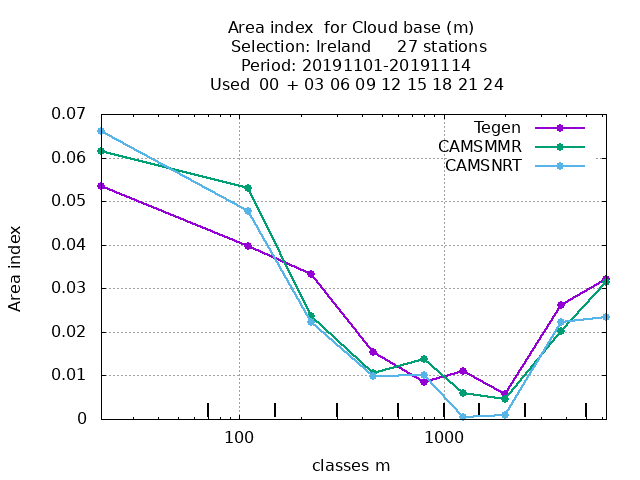 Area index  for Cloud base (m)
Selection: Ireland     27 stations
Period: 20191101-20191114
Used  00 + 03 06 09 12 15 18 21 24
Tegen
CAMSMMR
CAMSNRT
0.07
0.06
0.05
0.04
0.03
0.02
0.01
0
Area index
100
1000
classes m